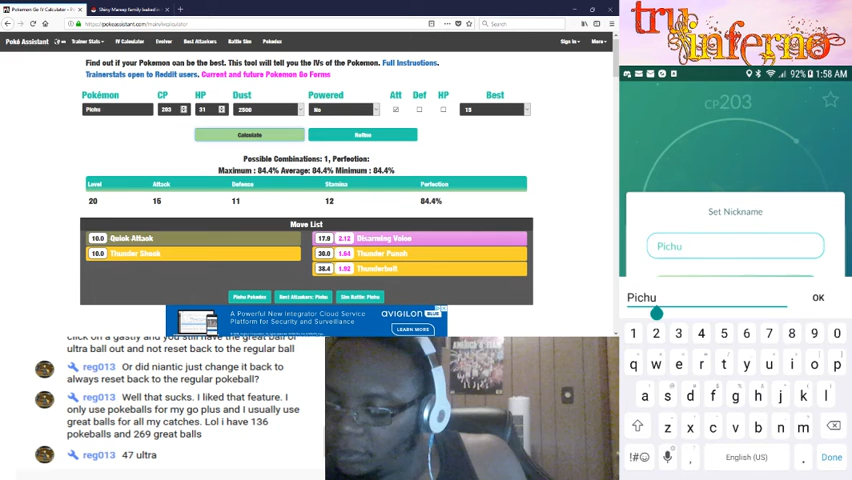 Pokemon Go IV Calculator -
Shiny Mareep family leaked in
https://pokeassistant.com/main/ivcalculator
Search
Poké Assistant
Trainer Stats
IV Calculator
Evolver
Best Attackers
Battle Sim
Pokedex
Sign in
More
Find out if your Pokemon can be the best. This tool will tell you the IVs of the Pokemon. Full Instructions.
Trainerstats open to Reddit users. Current and future Pokemon Go Forms
Pokémon CP HP Dust Powered Att Def HP Best
Pichu 203 31 2500 No 15
Calculate Refine
Possible Combinations: 1, Perfection:
Maximum : 84.4% Average: 84.4% Minimum : 84.4%
Level Attack Defense Stamina Perfection
20 15 11 12 84.4%
Move List
10.0 Quick Attack
10.0 Thunder Shock
17.9 2.12 Disarming Voice
30.0 1.64 Thunder Punch
38.4 1.92 Thunderbolt
Pichu Pokedex Best Attackers: Pichu Sim Battle: Pichu
A Powerful New Integrated Cloud Service
Platform for Security and Surveillance
AVIGILON BLUE
LEARN MORE
click on a gastly and you still have the great ball or
ultra ball out and not reset back to the regular ball
reg013 Or did niantic just change it back to
always reset back to the regular pokeball?
reg013 Well that sucks. I liked that feature. I
only use pokeballs for my go plus and I usually use
great balls for all my catches. Lol i have 136
pokeballs and 269 great balls
reg013 47 ultra
tru
inferno
92% 1:58 AM
CP203
Set Nickname
Pichu
Pichu
OK
1 2 3 4 5 6 7 8 9 0
q w e r t y u i o p
a s d f g h j k l
z x c v b n m
!#☺ , English (US) . Done